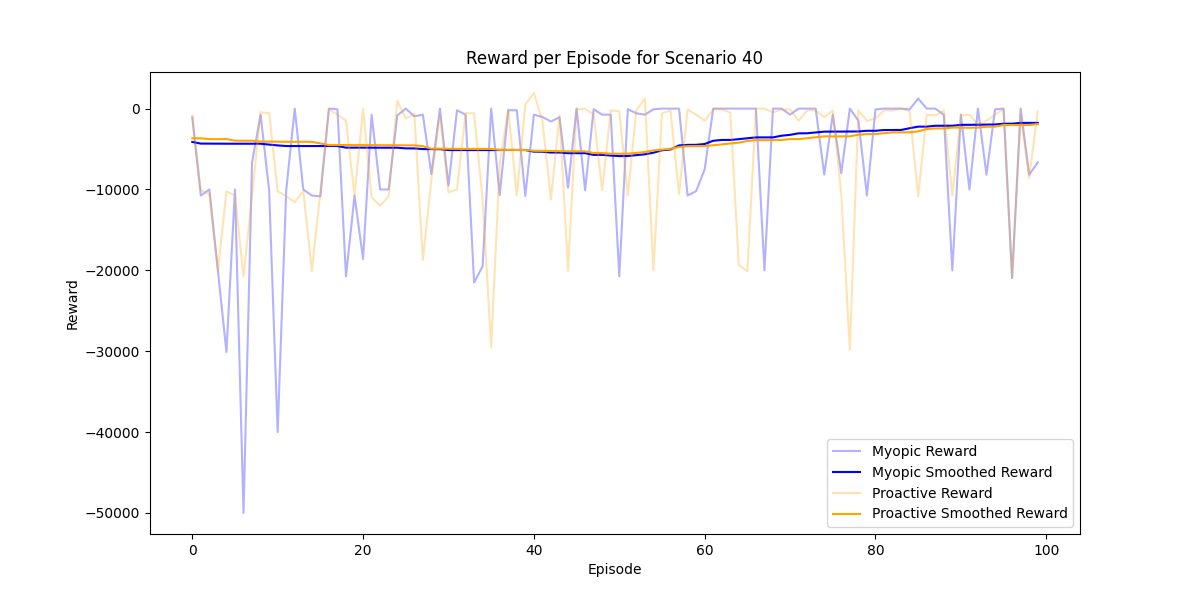 Reward per Episode for Scenario 40
0
−10000
−20000
−30000
−40000
−50000
Reward
0 20 40 60 80 100
Episode
Myopic Reward
Myopic Smoothed Reward
Proactive Reward
Proactive Smoothed Reward